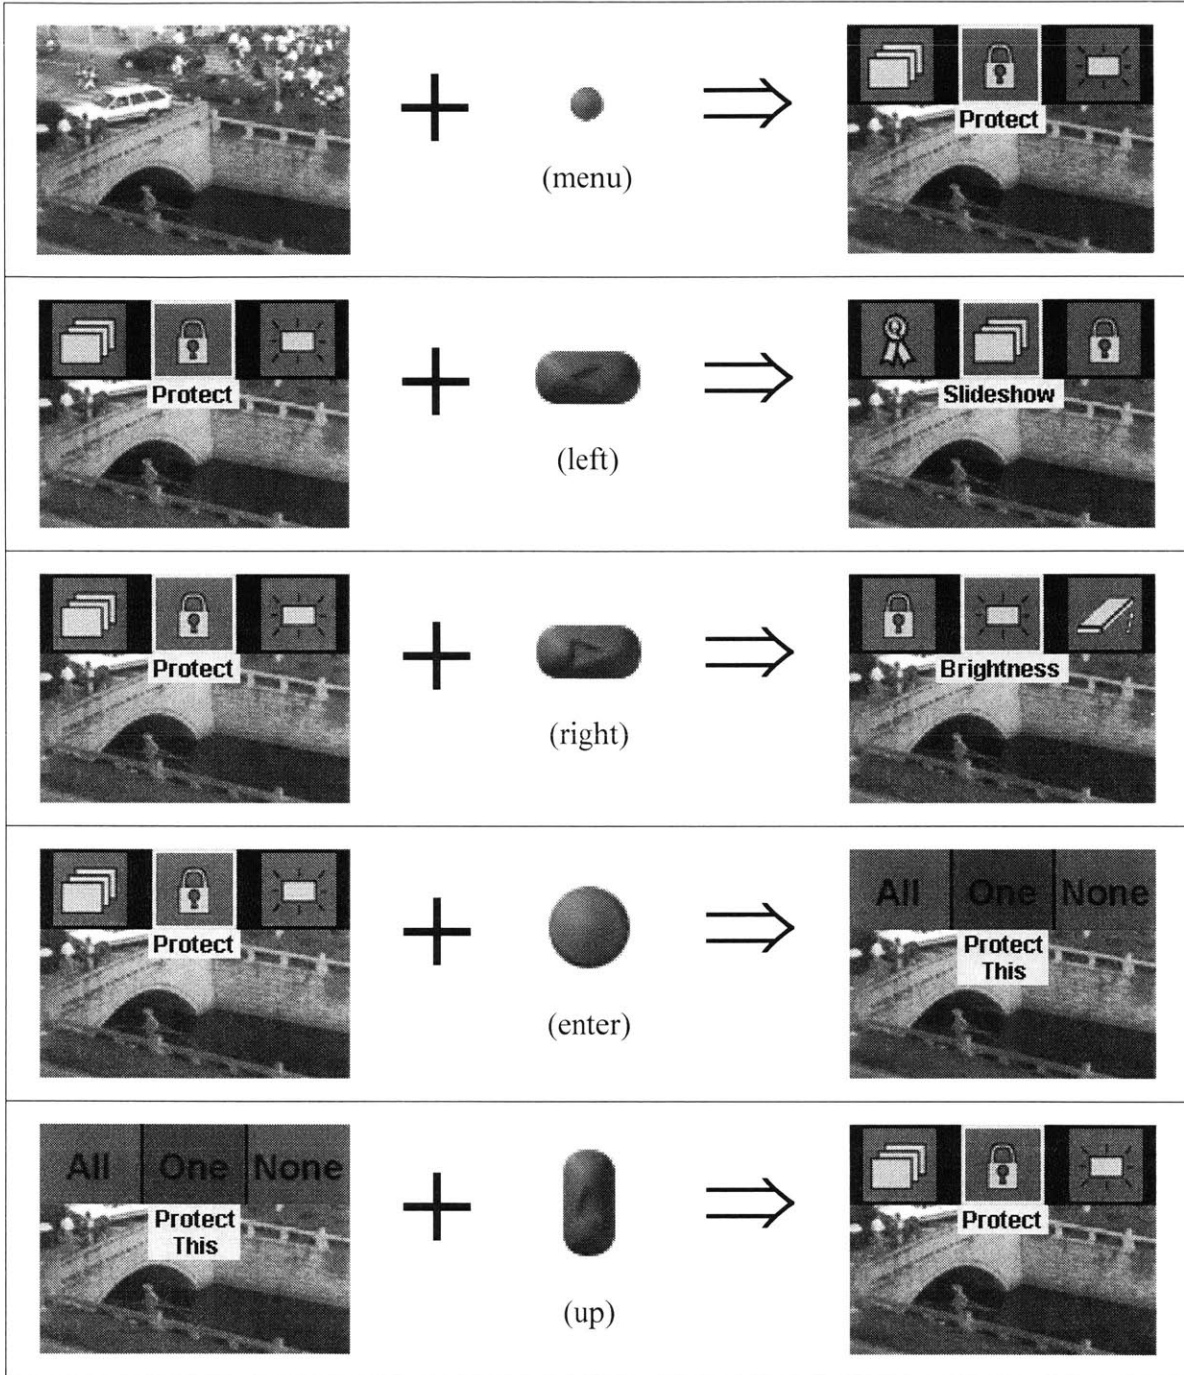 Protect
(menu)
Protect
Slideshow
(left)
Protect
Brightness
(right)
Protect
All One None
Protect
This
(enter)
All One None
Protect
This
Protect
(up)